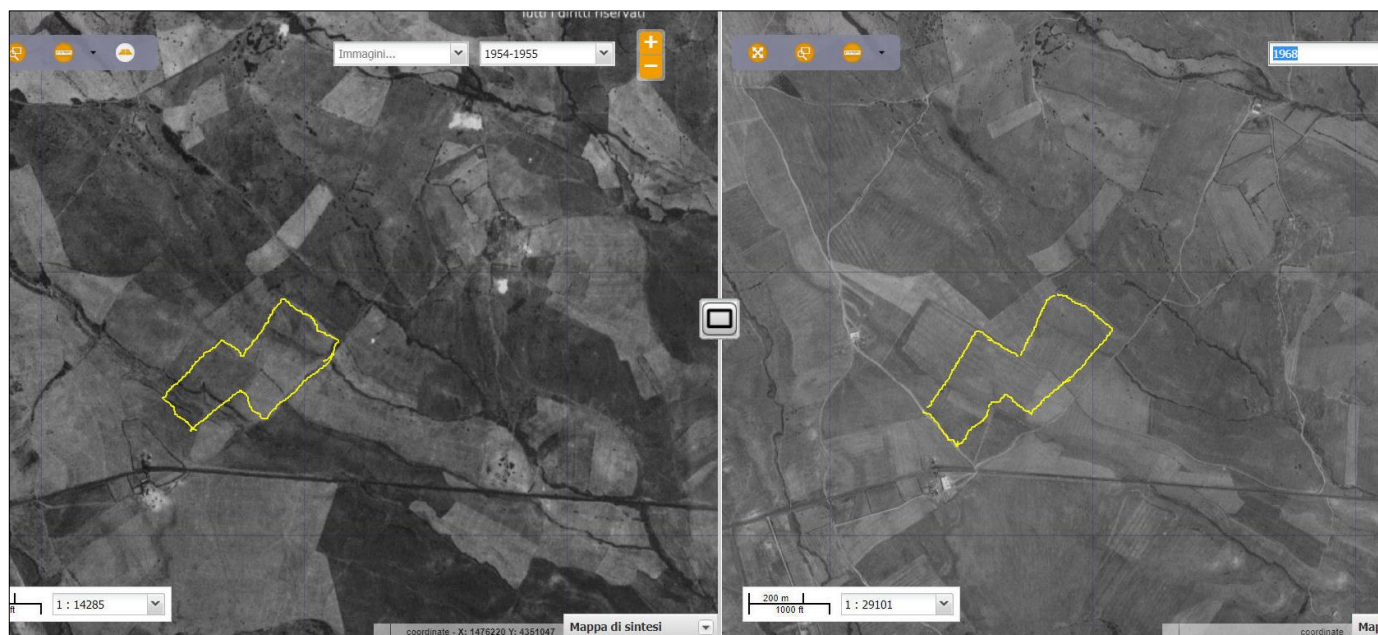 Tutti i diritti riservati
Immagini...
1954-1955
+
−
1968
ft
1 : 14285
coordinate - X: 1476220 Y: 4351047
Mappa di sintesi
200 m
1000 ft
1 : 29101
coordinate
Map